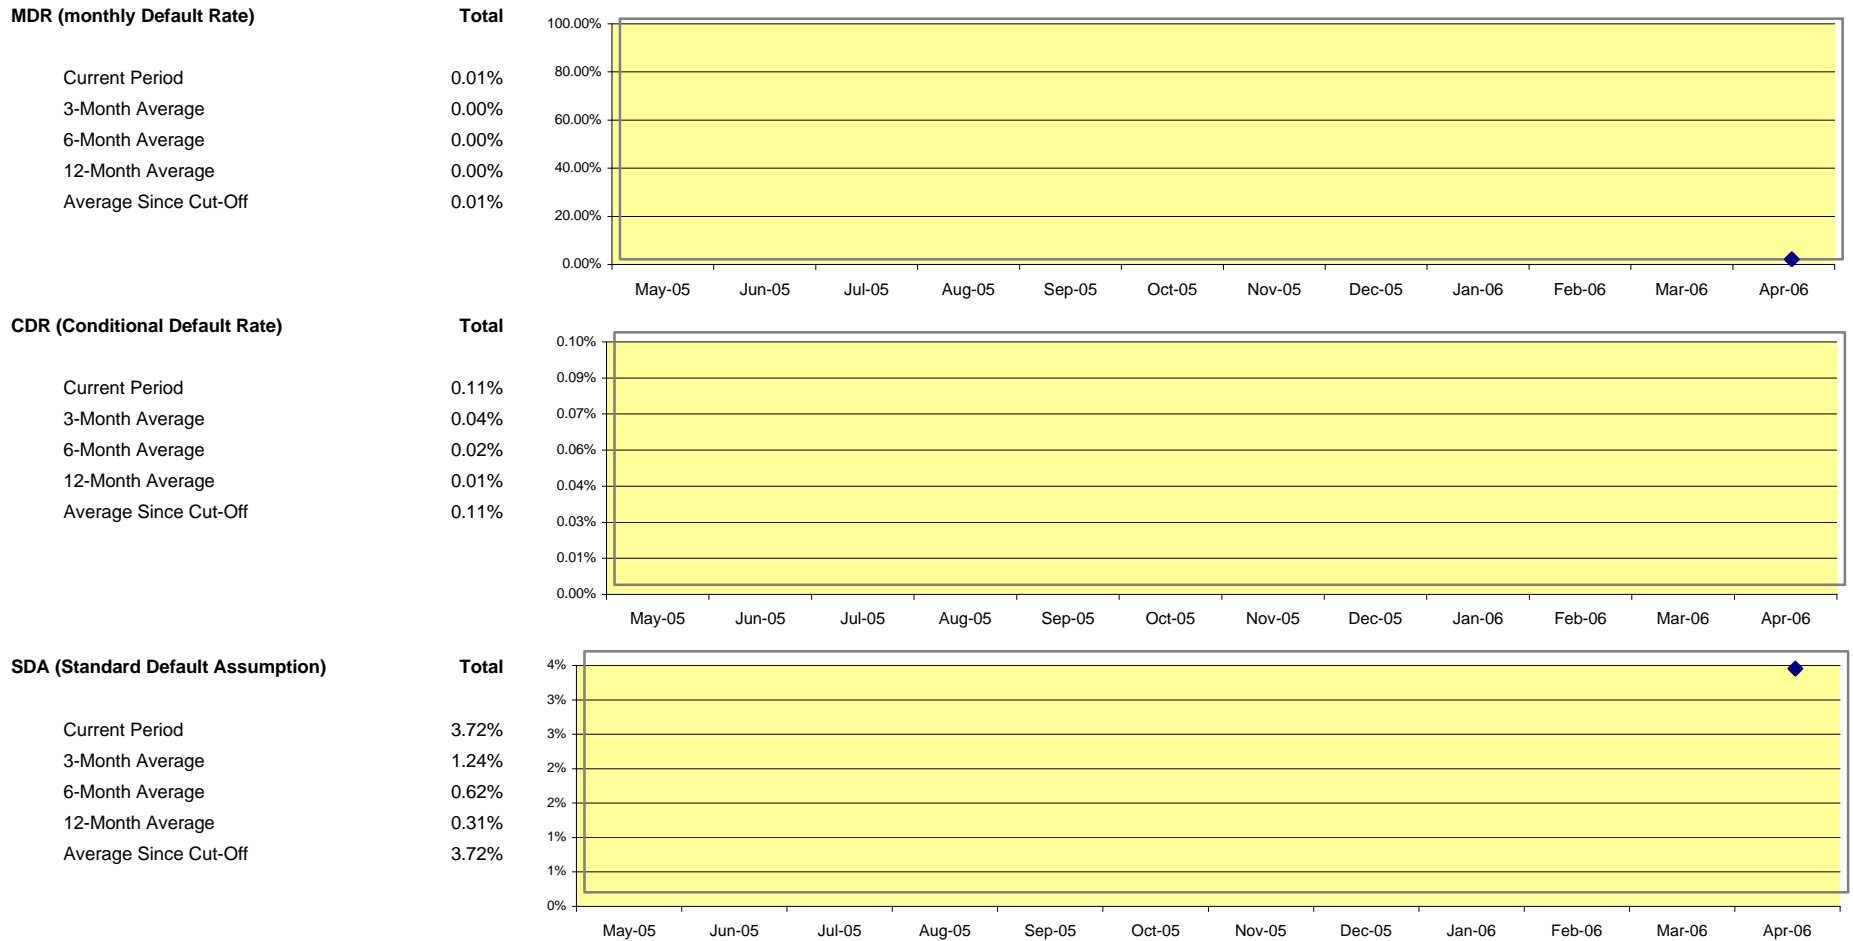 MDR (monthly Default Rate) Total
Current Period 0.01%
3-Month Average 0.00%
6-Month Average 0.00%
12-Month Average 0.00%
Average Since Cut-Off 0.01%
100.00%
80.00%
60.00%
40.00%
20.00%
0.00%
May-05 Jun-05 Jul-05 Aug-05 Sep-05 Oct-05 Nov-05 Dec-05 Jan-06 Feb-06 Mar-06 Apr-06
CDR (Conditional Default Rate) Total
Current Period 0.11%
3-Month Average 0.04%
6-Month Average 0.02%
12-Month Average 0.01%
Average Since Cut-Off 0.11%
0.10%
0.09%
0.07%
0.06%
0.04%
0.03%
0.01%
0.00%
May-05 Jun-05 Jul-05 Aug-05 Sep-05 Oct-05 Nov-05 Dec-05 Jan-06 Feb-06 Mar-06 Apr-06
SDA (Standard Default Assumption) Total
Current Period 3.72%
3-Month Average 1.24%
6-Month Average 0.62%
12-Month Average 0.31%
Average Since Cut-Off 3.72%
4%
3%
3%
2%
2%
1%
1%
0%
May-05 Jun-05 Jul-05 Aug-05 Sep-05 Oct-05 Nov-05 Dec-05 Jan-06 Feb-06 Mar-06 Apr-06